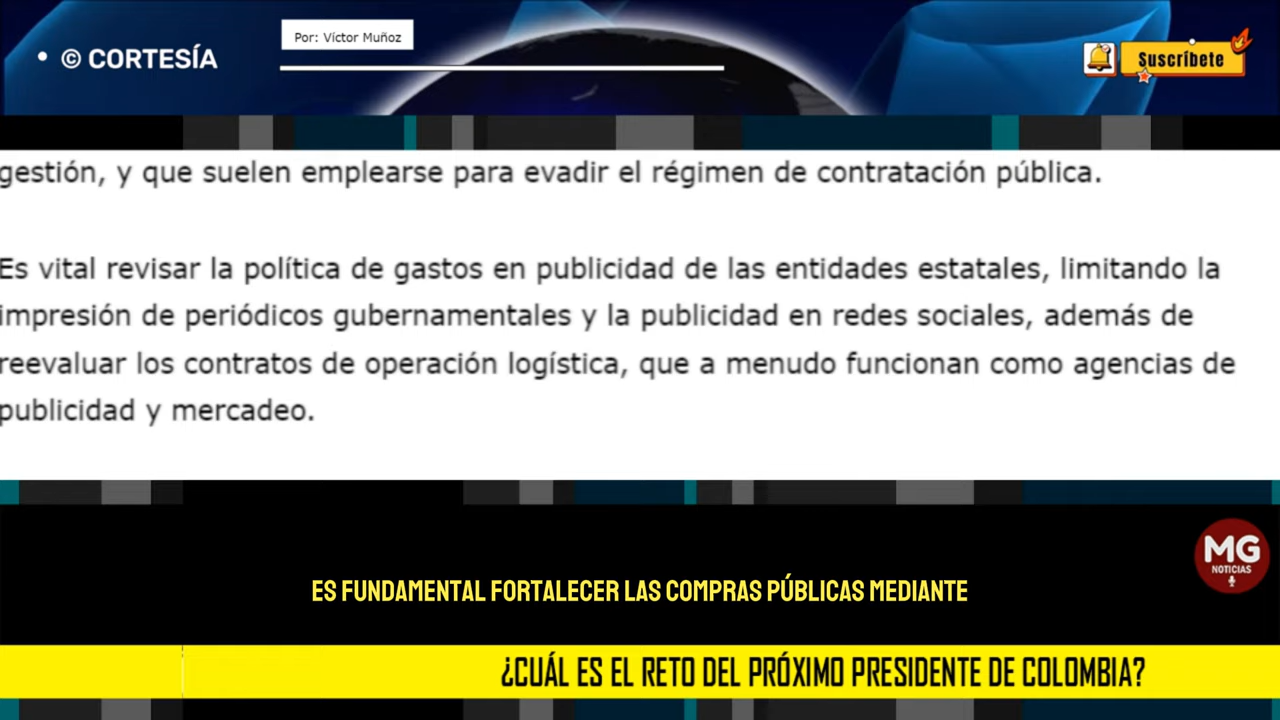 • © CORTESÍA
Por: Víctor Muñoz
Suscríbete
gestión, y que suelen emplearse para evadir el régimen de contratación pública.
Es vital revisar la política de gastos en publicidad de las entidades estatales, limitando la
impresión de periódicos gubernamentales y la publicidad en redes sociales, además de
reevaluar los contratos de operación logística, que a menudo funcionan como agencias de
publicidad y mercadeo.
MG
NOTICIAS
ES FUNDAMENTAL FORTALECER LAS COMPRAS PÚBLICAS MEDIANTE
¿CUÁL ES EL RETO DEL PRÓXIMO PRESIDENTE DE COLOMBIA?